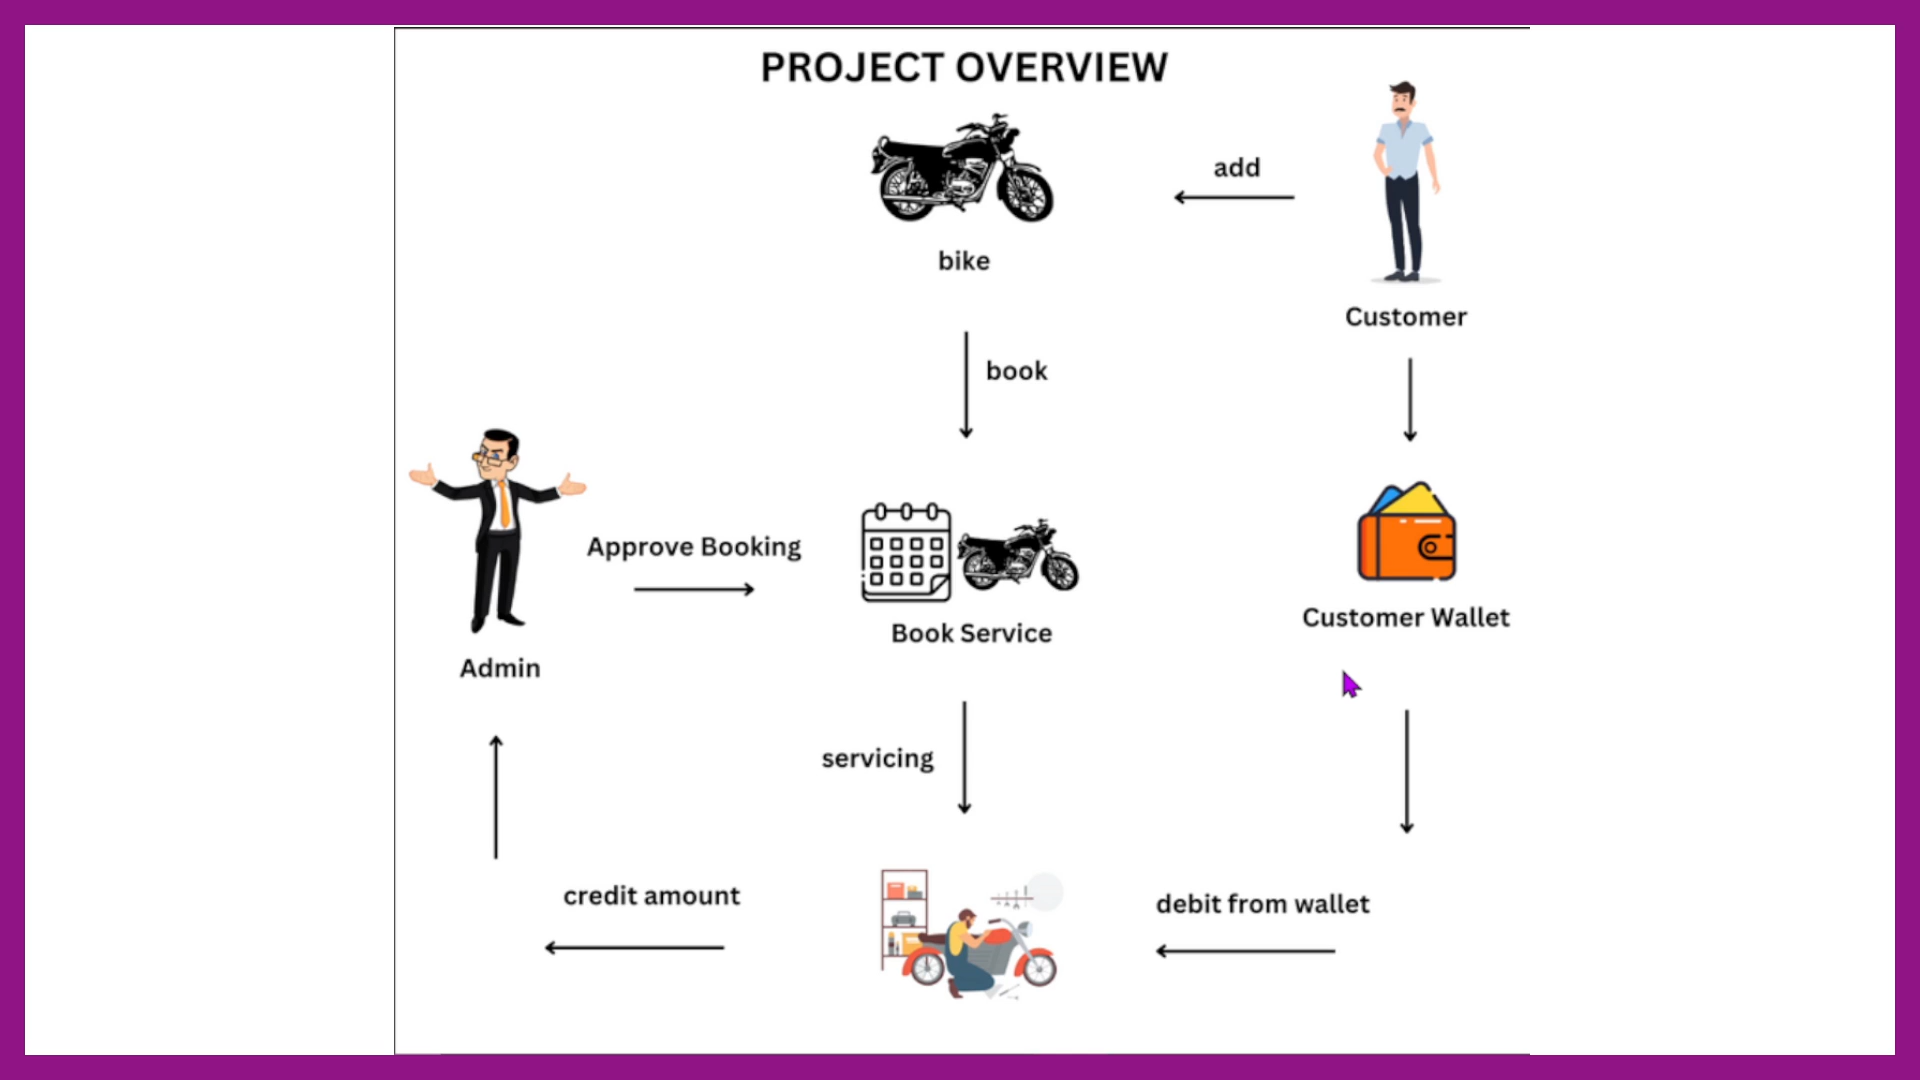 PROJECT OVERVIEW
add
bike
Customer
book
Approve Booking
Book Service
Customer Wallet
Admin
servicing
credit amount
debit from wallet